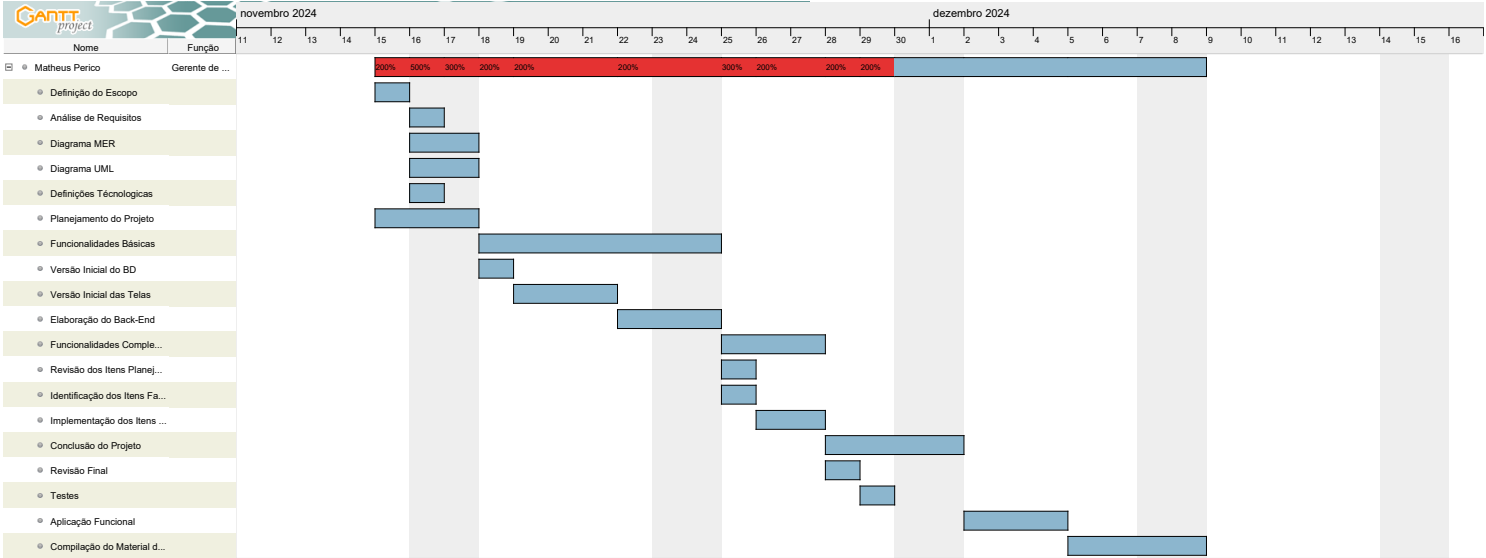 GANTT
project
novembro 2024
dezembro 2024
Nome
Função
11 12 13 14 15 16 17 18 19 20 21 22 23 24 25 26 27 28 29 30 1 2 3 4 5 6 7 8 9 10 11 12 13 14 15 16
Matheus Perico Gerente de ... 200% 500% 300% 200% 200% 200% 300% 200% 200% 200%
Definição do Escopo
Análise de Requisitos
Diagrama MER
Diagrama UML
Definições Técnologicas
Planejamento do Projeto
Funcionalidades Básicas
Versão Inicial do BD
Versão Inicial das Telas
Elaboração do Back-End
Funcionalidades Comple...
Revisão dos Itens Planej...
Identificação dos Itens Fa...
Implementação dos Itens ...
Conclusão do Projeto
Revisão Final
Testes
Aplicação Funcional
Compilação do Material d...